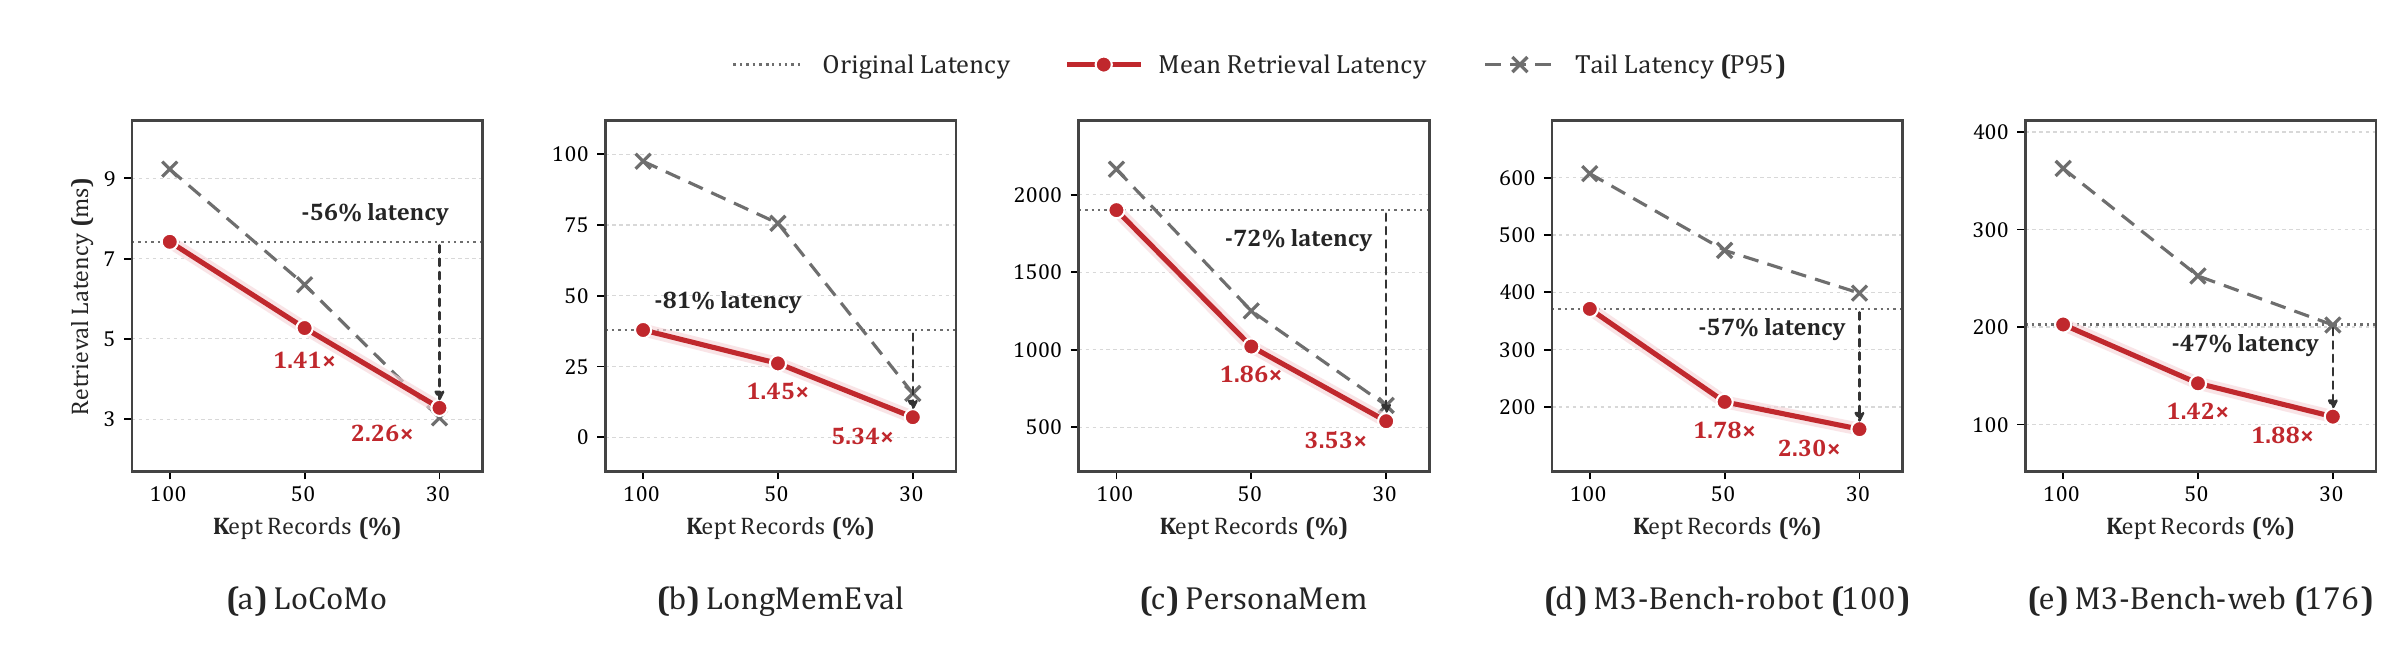 Original Latency
Mean Retrieval Latency
Tail Latency (P95)
Retrieval Latency (ms)
9
7
5
3
-56% latency
1.41×
2.26×
100 50 30
Kept Records (%)
(a) LoCoMo
100
75
50
25
0
-81% latency
1.45×
5.34×
100 50 30
Kept Records (%)
(b) LongMemEval
2000
1500
1000
500
-72% latency
1.86×
3.53×
100 50 30
Kept Records (%)
(c) PersonaMem
600
500
400
300
200
-57% latency
1.78×
2.30×
100 50 30
Kept Records (%)
(d) M3-Bench-robot (100)
400
300
200
100
-47% latency
1.42×
1.88×
100 50 30
Kept Records (%)
(e) M3-Bench-web (176)